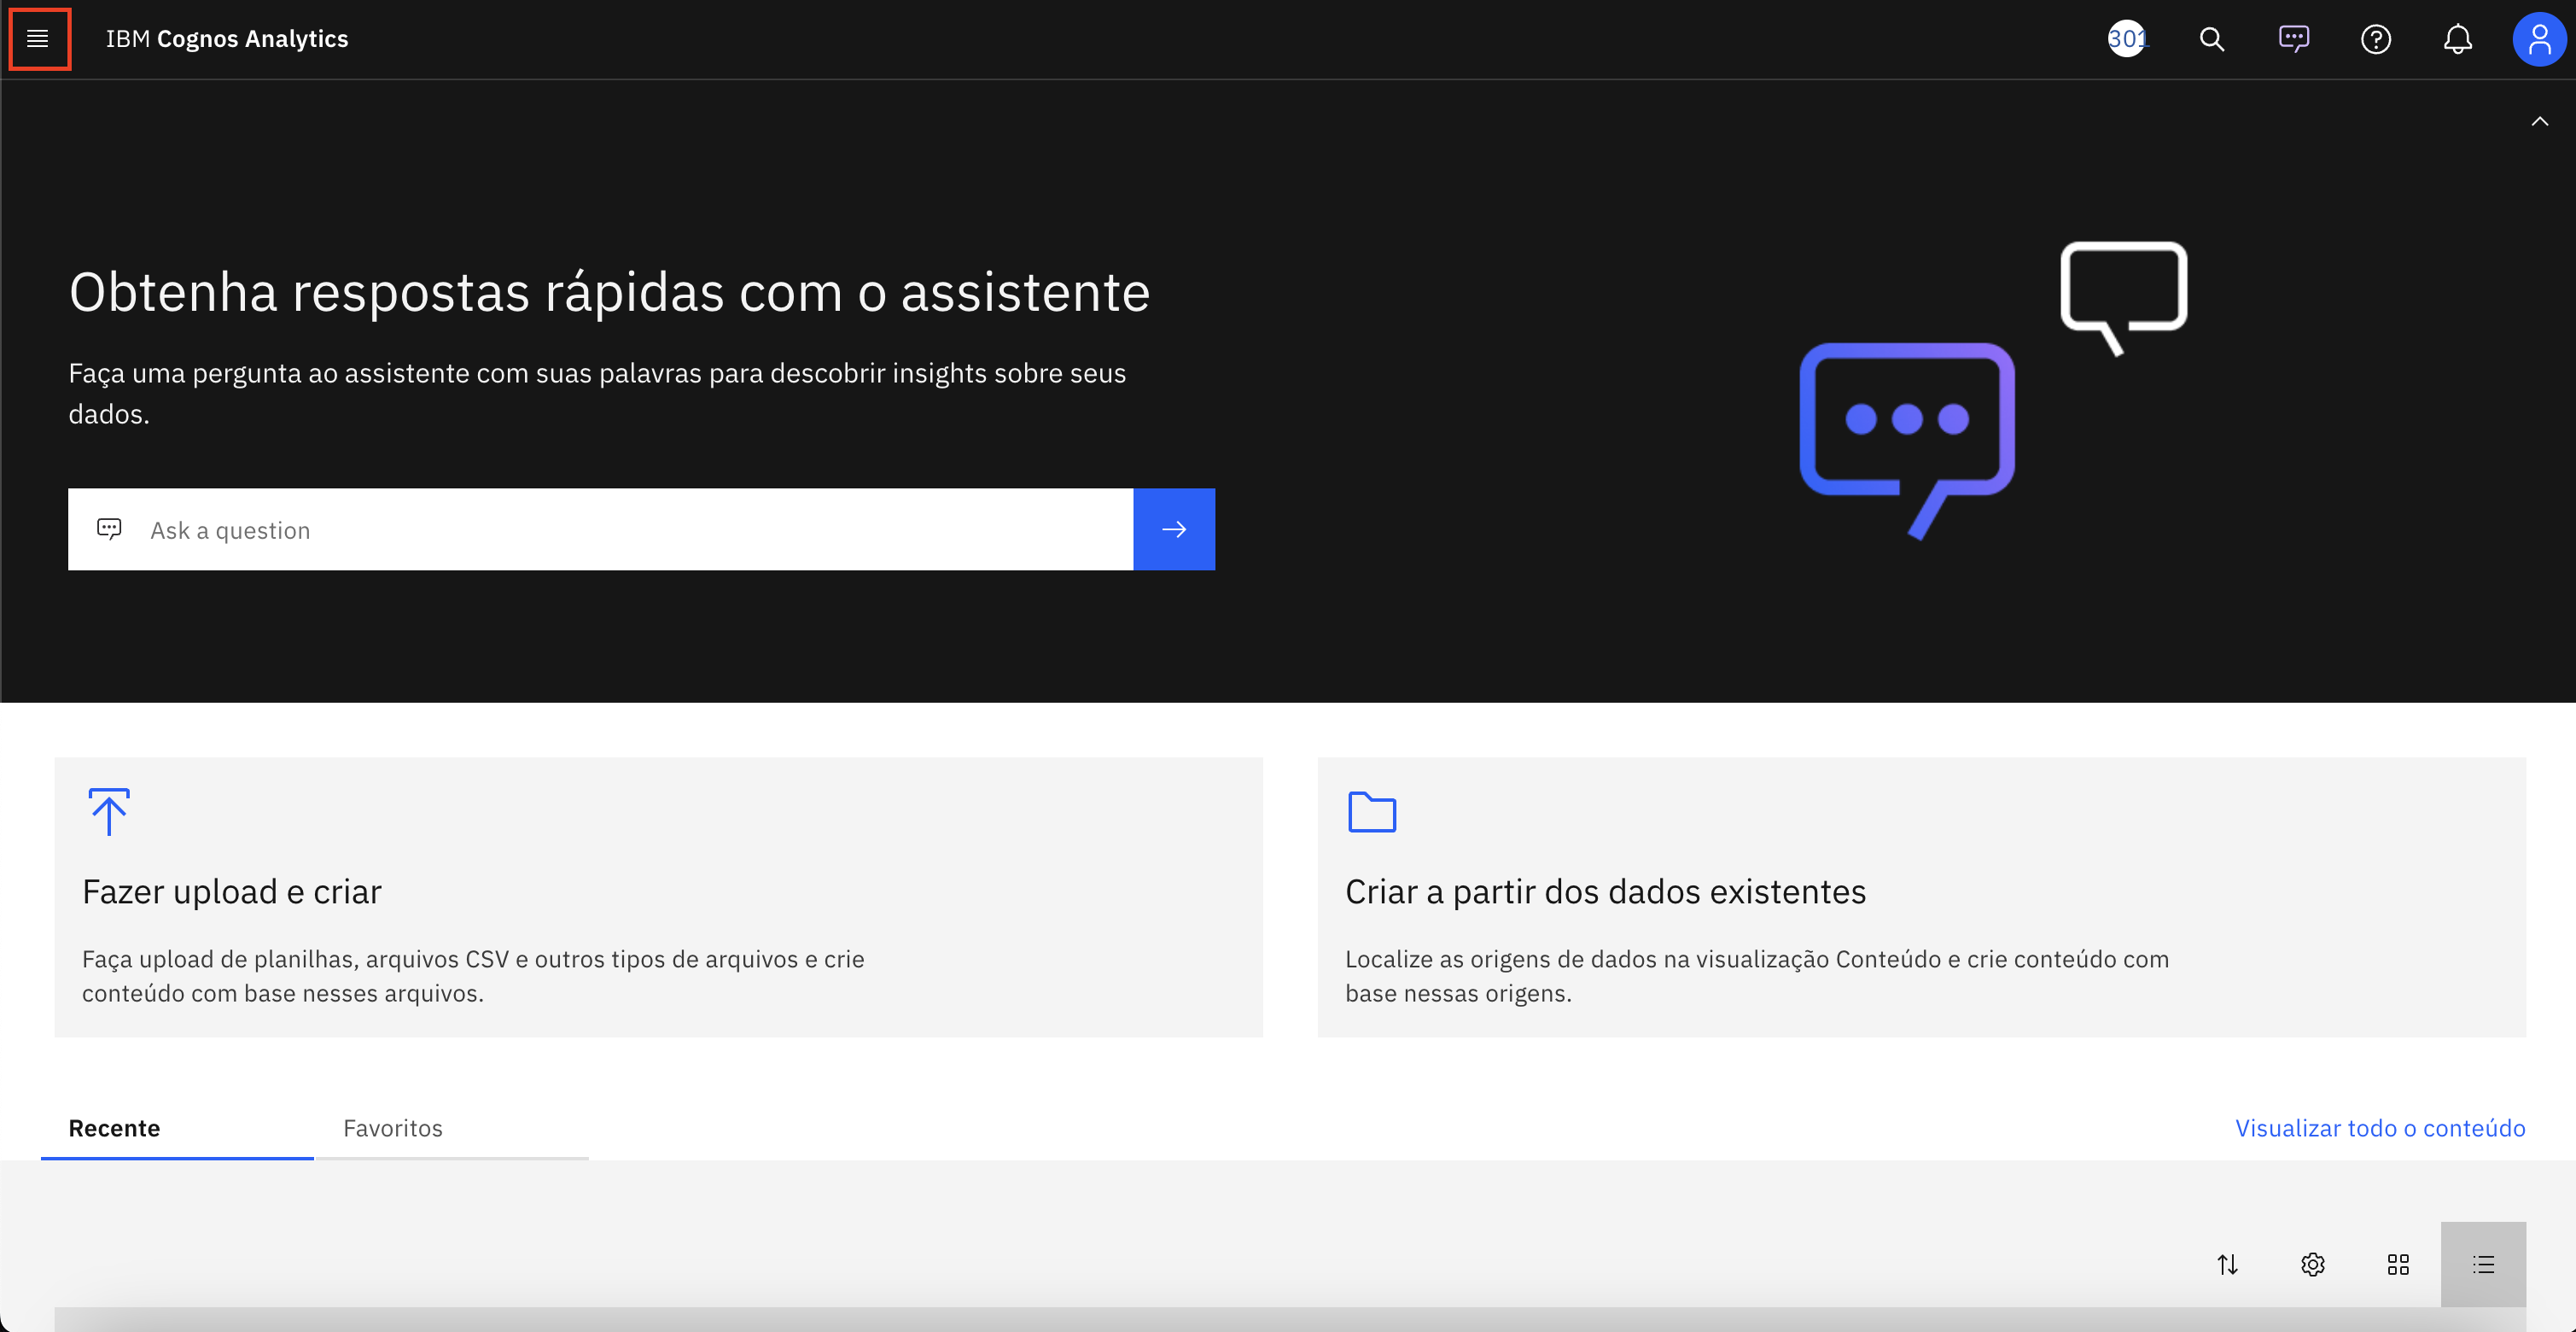 IBM Cognos Analytics
301
Obtenha respostas rápidas com o assistente
Faça uma pergunta ao assistente com suas palavras para descobrir insights sobre seus
dados.
Ask a question
Fazer upload e criar
Faça upload de planilhas, arquivos CSV e outros tipos de arquivos e crie
conteúdo com base nesses arquivos.
Criar a partir dos dados existentes
Localize as origens de dados na visualização Conteúdo e crie conteúdo com
base nessas origens.
Recente
Favoritos
Visualizar todo o conteúdo